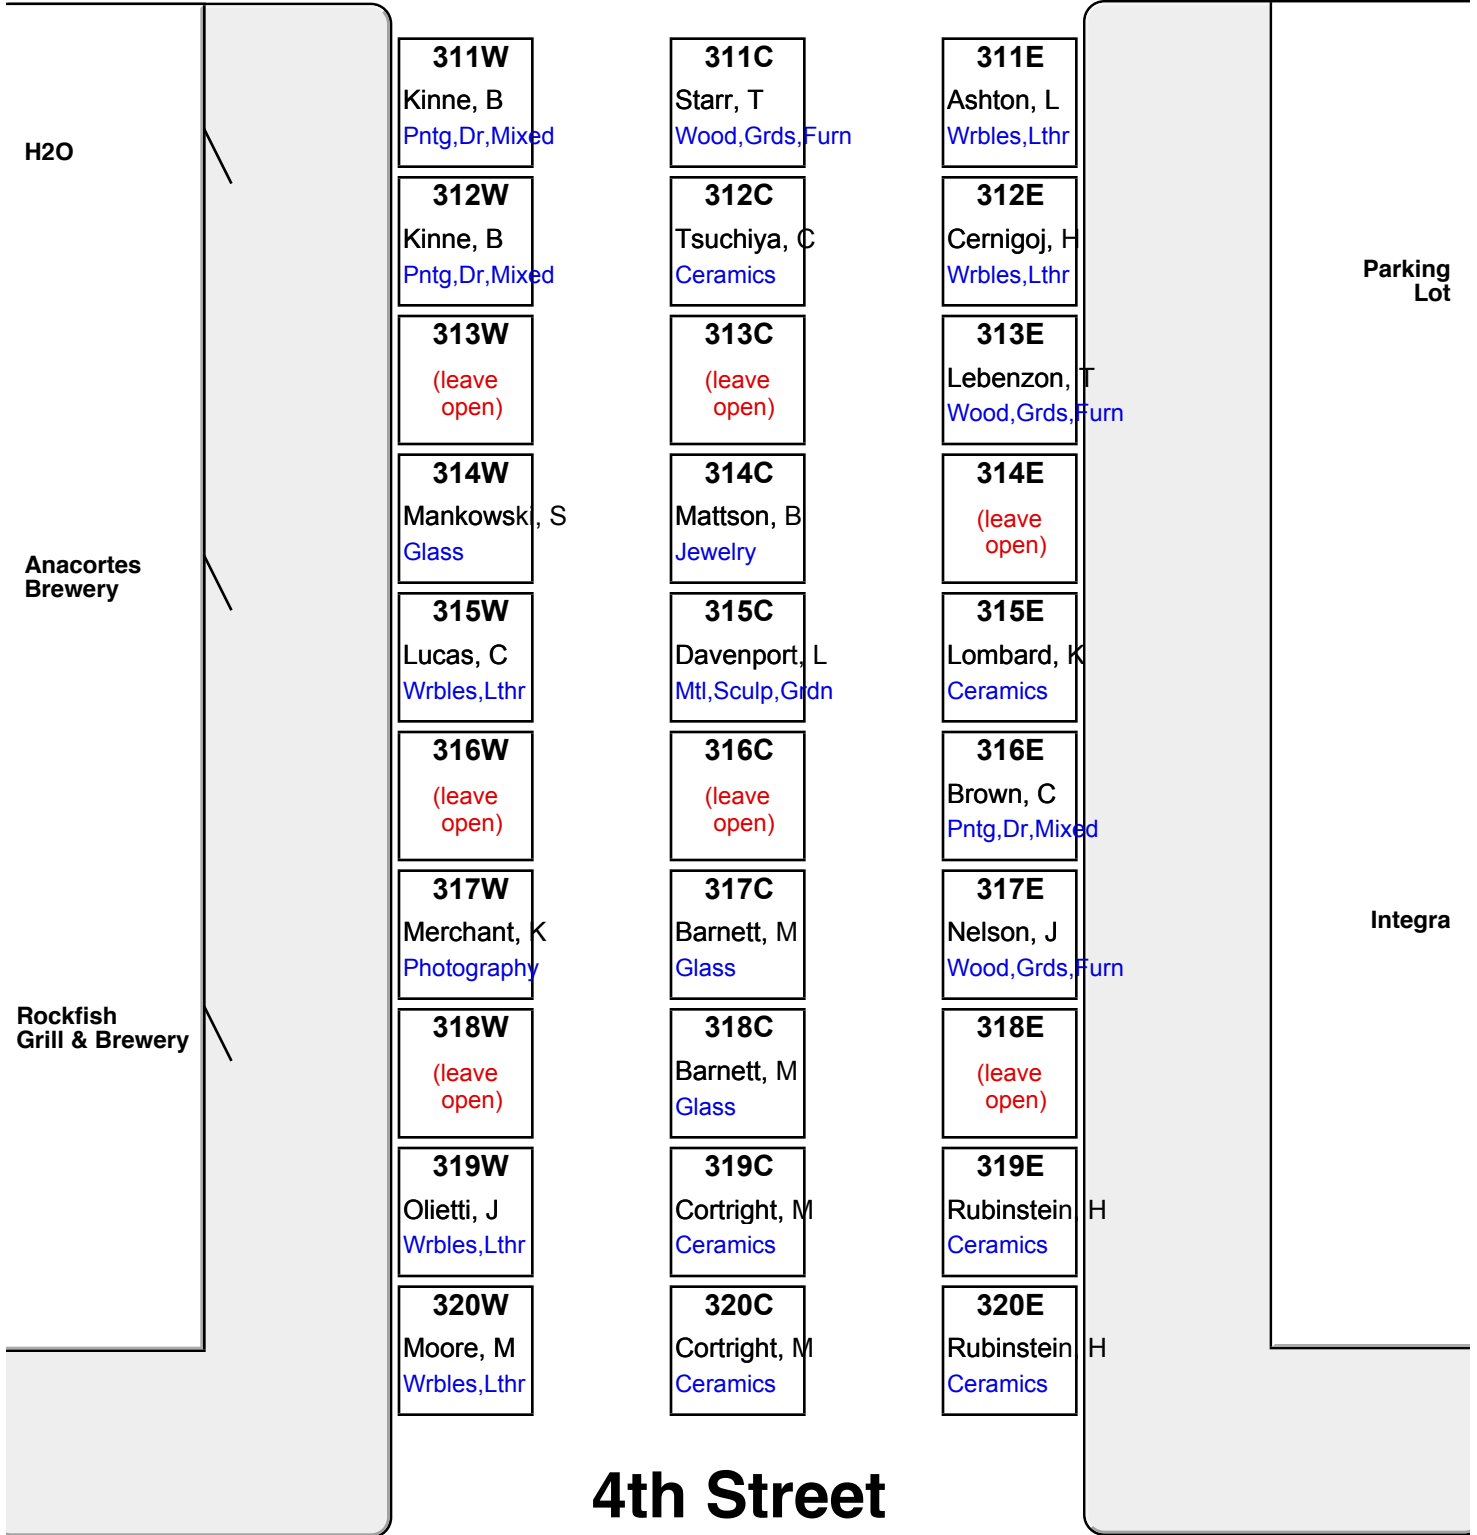 H2O
Anacortes
Brewery
Rockfish
Grill & Brewery
311W
Kinne, B
Pntg,Dr,Mixed
312W
Kinne, B
Pntg,Dr,Mixed
313W
(leave
open)
314W
Mankowski, S
Glass
315W
Lucas, C
Wrbles,Lthr
316W
(leave
open)
317W
Merchant, K
Photography
318W
(leave
open)
319W
Olietti, J
Wrbles,Lthr
320W
Moore, M
Wrbles,Lthr
311C
Starr, T
Wood,Grds,Furn
312C
Tsuchiya, C
Ceramics
313C
(leave
open)
314C
Mattson, B
Jewelry
315C
Davenport, L
Mtl,Sculp,Grdn
316C
(leave
open)
317C
Barnett, M
Glass
318C
Barnett, M
Glass
319C
Cortright, M
Ceramics
320C
Cortright, M
Ceramics
311E
Ashton, L
Wrbles,Lthr
312E
Cernigoj, H
Wrbles,Lthr
313E
Lebenzon, T
Wood,Grds,Furn
314E
(leave
open)
315E
Lombard, K
Ceramics
316E
Brown, C
Pntg,Dr,Mixed
317E
Nelson, J
Wood,Grds,Furn
318E
(leave
open)
319E
Rubinstein, H
Ceramics
320E
Rubinstein, H
Ceramics
Parking
Lot
Integra
4th Street